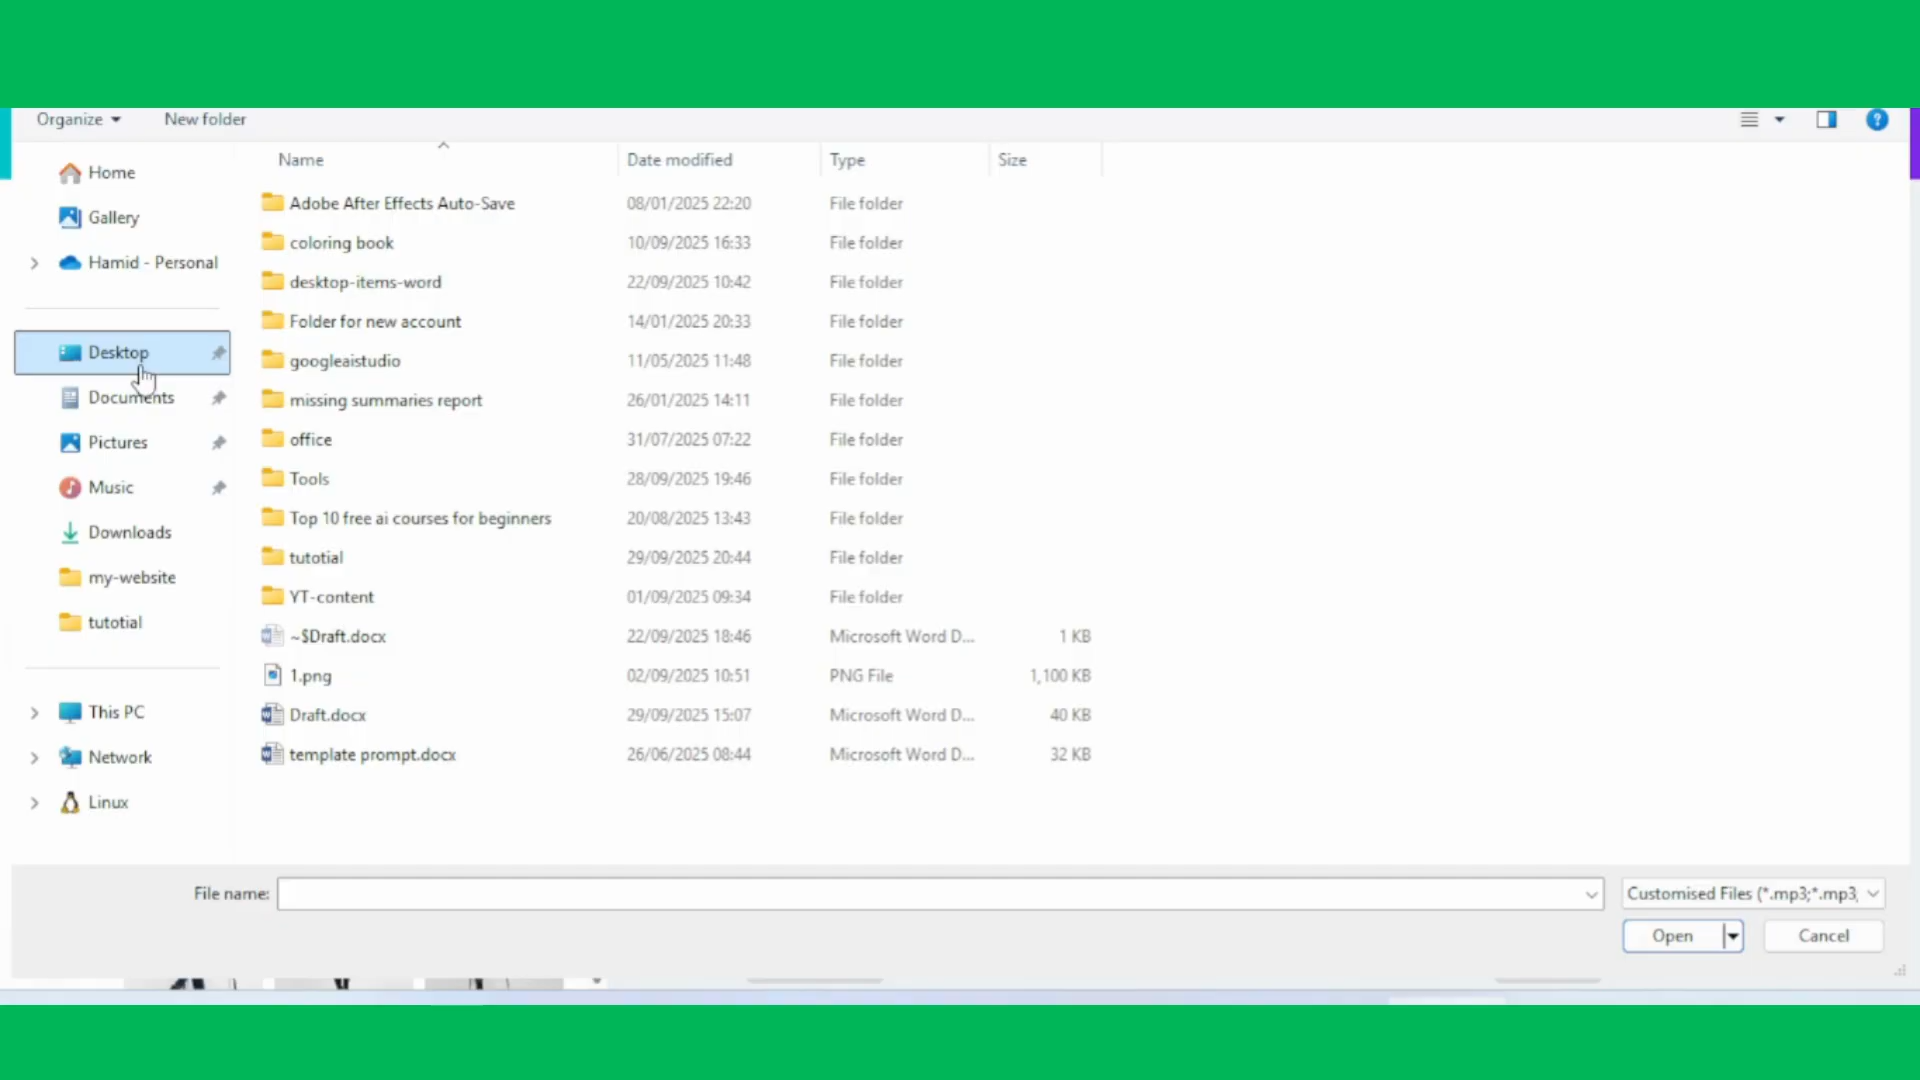 Organize New folder ?
Name Date modified Type Size
Home
Gallery
Hamid - Personal
Desktop
Documents
Pictures
Music
Downloads
my-website
tutotial
This PC
Network
Linux
Adobe After Effects Auto-Save 08/01/2025 22:20 File folder
coloring book 10/09/2025 16:33 File folder
desktop-items-word 22/09/2025 10:42 File folder
Folder for new account 14/01/2025 20:33 File folder
googleaistudio 11/05/2025 11:48 File folder
missing summaries report 26/01/2025 14:11 File folder
office 31/07/2025 07:22 File folder
Tools 28/09/2025 19:46 File folder
Top 10 free ai courses for beginners 20/08/2025 13:43 File folder
tutotial 29/09/2025 20:44 File folder
YT-content 01/09/2025 09:34 File folder
~$Draft.docx 22/09/2025 18:46 Microsoft Word D... 1 KB
1.png 02/09/2025 10:51 PNG File 1,100 KB
Draft.docx 29/09/2025 15:07 Microsoft Word D... 40 KB
template prompt.docx 26/06/2025 08:44 Microsoft Word D... 32 KB
File name: Customised Files (*.mp3;*.mp3,
Open Cancel